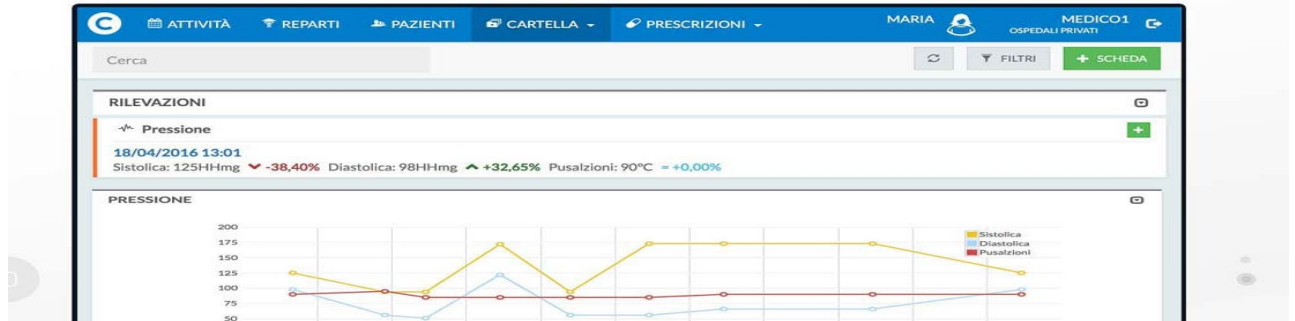 C ATTIVITÀ REPARTI PAZIENTI CARTELLA PRESCRIZIONI MARIA MEDICO1
OSPEDALI PRIVATI
Cerca FILTRI + SCHEDA
RILEVAZIONI
Pressione +
18/04/2016 13:01
Sistolica: 125HHmg -38,40% Diastolica: 98HHmg +32,65% Pusalzioni: 90°C = +0,00%
PRESSIONE
200
175
150
125
100
75
50
Sistolica
Diastolica
Pusalzioni